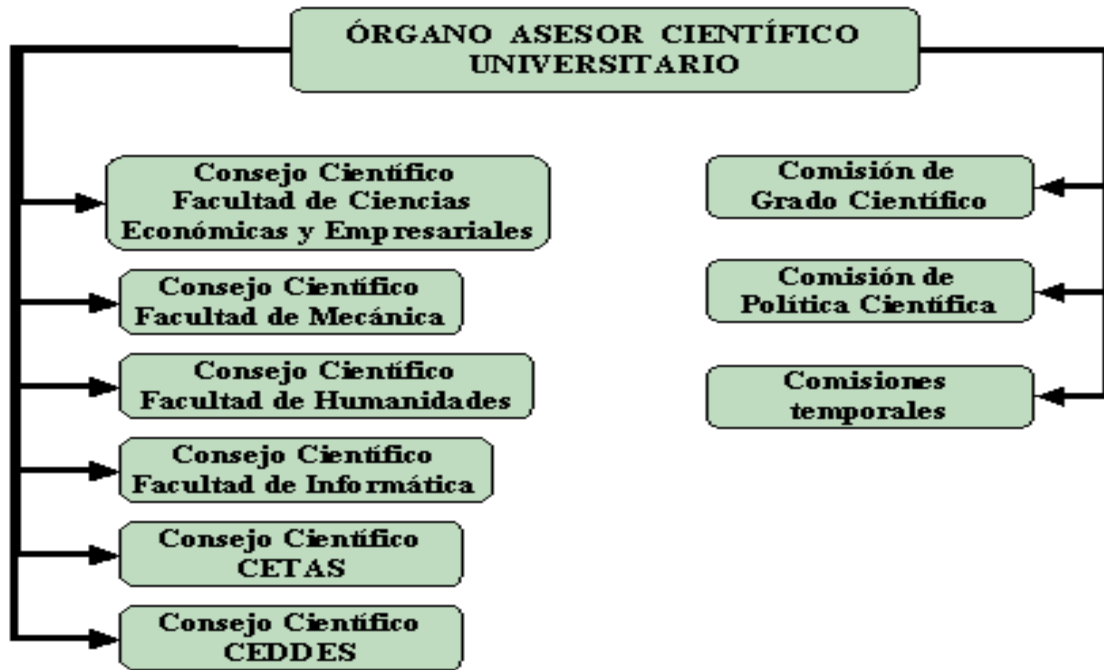 ÓRGANO ASESOR CIENTÍFICO
UNIVERSITARIO
Consejo Científico
Facultad de Ciencias
Económicas y Empresariales
Consejo Científico
Facultad de Mecánica
Consejo Científico
Facultad de Humanidades
Consejo Científico
Facultad de Informática
Consejo Científico
CETAS
Consejo Científico
CEDDES
Comisión de
Grado Científico
Comisión de
Política Científica
Comisiones
temporales